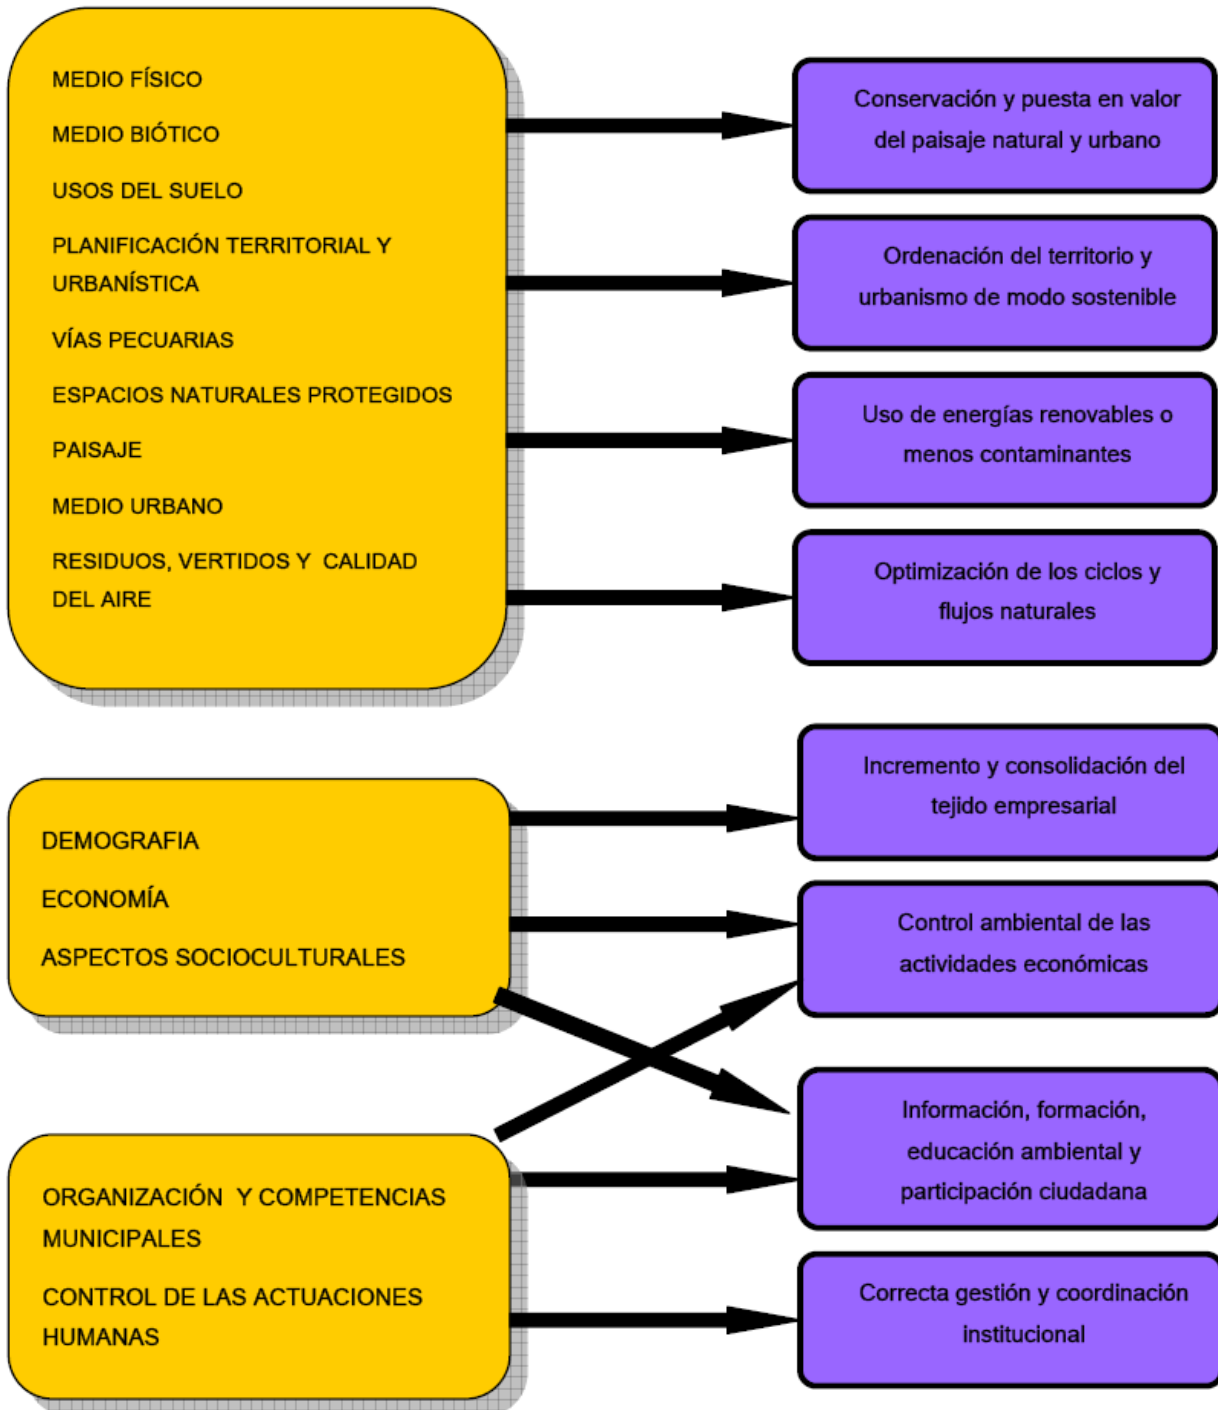 MEDIO FÍSICO
MEDIO BIÓTICO
USOS DEL SUELO
PLANIFICACIÓN TERRITORIAL Y
URBANÍSTICA
VÍAS PECUARIAS
ESPACIOS NATURALES PROTEGIDOS
PAISAJE
MEDIO URBANO
RESIDUOS, VERTIDOS Y CALIDAD
DEL AIRE
Conservación y puesta en valor
del paisaje natural y urbano
Ordenación del territorio y
urbanismo de modo sostenible
Uso de energías renovables o
menos contaminantes
Optimización de los ciclos y
flujos naturales
DEMOGRAFIA
ECONOMÍA
ASPECTOS SOCIOCULTURALES
Incremento y consolidación del
tejido empresarial
Control ambiental de las
actividades económicas
ORGANIZACIÓN Y COMPETENCIAS
MUNICIPALES
CONTROL DE LAS ACTUACIONES
HUMANAS
Información, formación,
educación ambiental y
participación ciudadana
Correcta gestión y coordinación
institucional